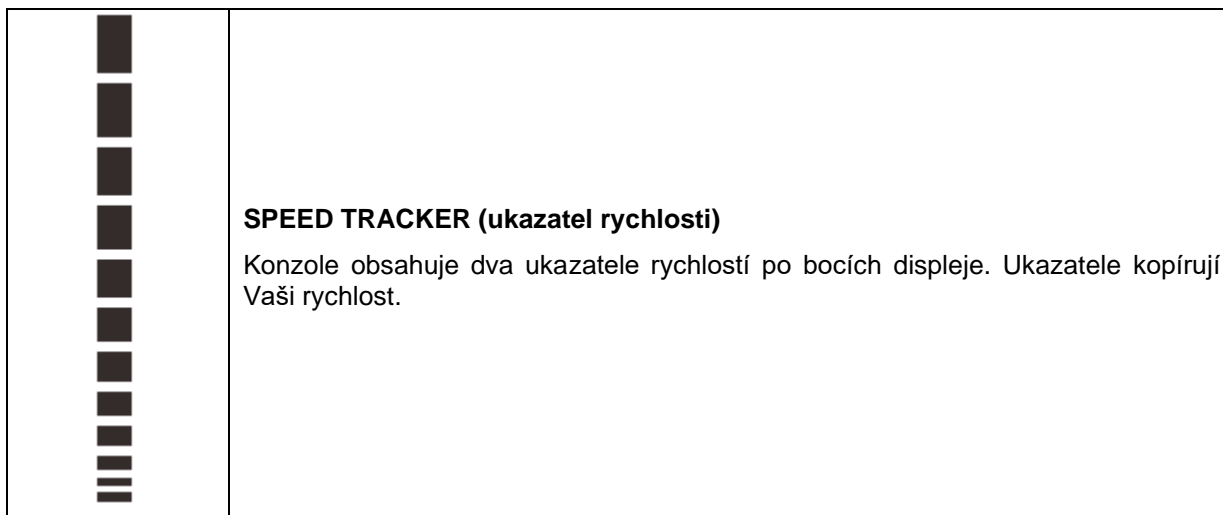 SPEED TRACKER (ukazatel rychlosti)
Konzole obsahuje dva ukazatele rychlostí po bocích displeje. Ukazatele kopírují
Vaši rychlost.